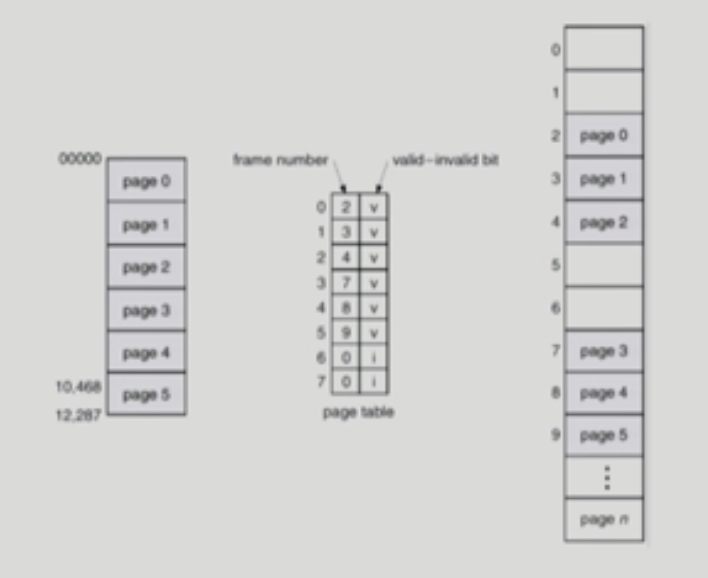 00000
page 0
page 1
page 2
page 3
page 4
10,468
page 5
12,287
frame number
valid–invalid bit
0 2 v
1 3 v
2 4 v
3 7 v
4 8 v
5 9 v
6 0 i
7 0 i
page table
0
1
2 page 0
3 page 1
4 page 2
5
6
7 page 3
8 page 4
9 page 5
⋮
page n